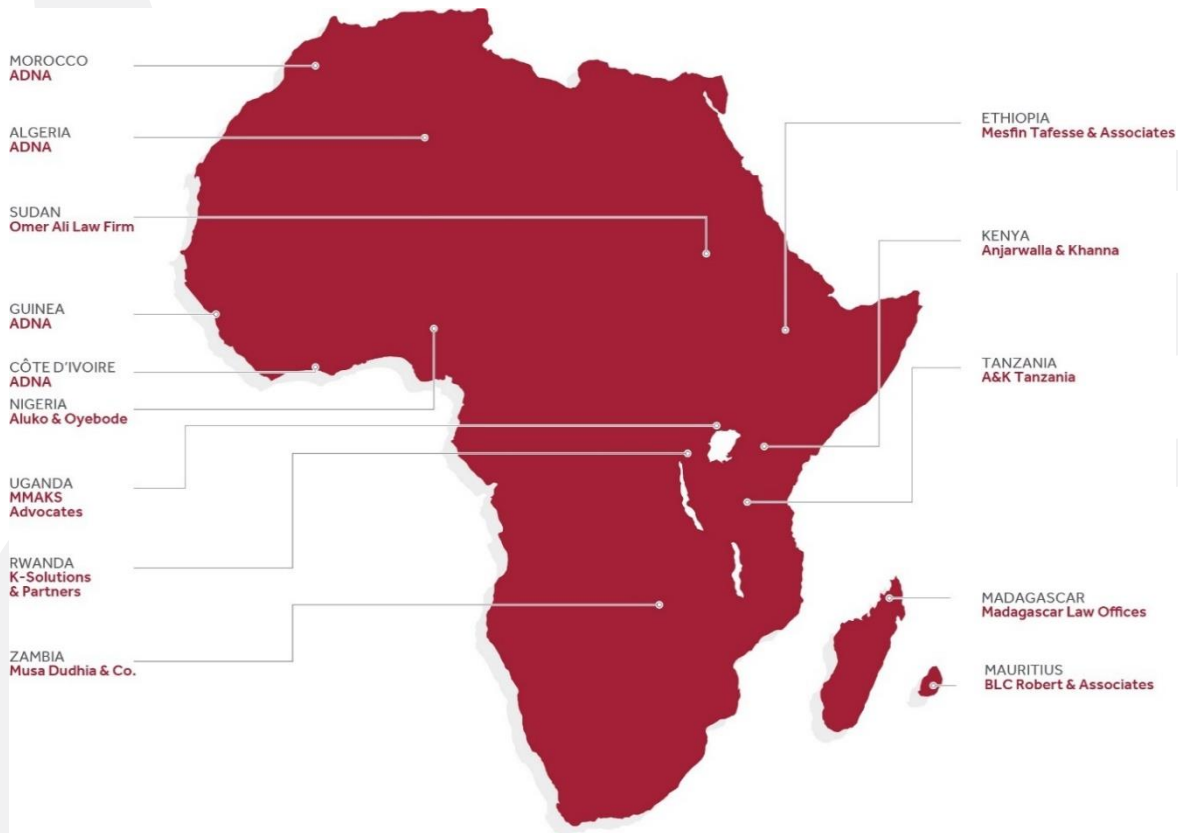 MOROCCO
ADNA
ALGERIA
ADNA
SUDAN
Omer Ali Law Firm
GUINEA
ADNA
CÔTE D'IVOIRE
ADNA
NIGERIA
Aluko & Oyebode
UGANDA
MMAKS
Advocates
RWANDA
K-Solutions
& Partners
ZAMBIA
Musa Dudhia & Co.
ETHIOPIA
Mesfin Tafesse & Associates
KENYA
Anjarwalla & Khanna
TANZANIA
A&K Tanzania
MADAGASCAR
Madagascar Law Offices
MAURITIUS
BLC Robert & Associates